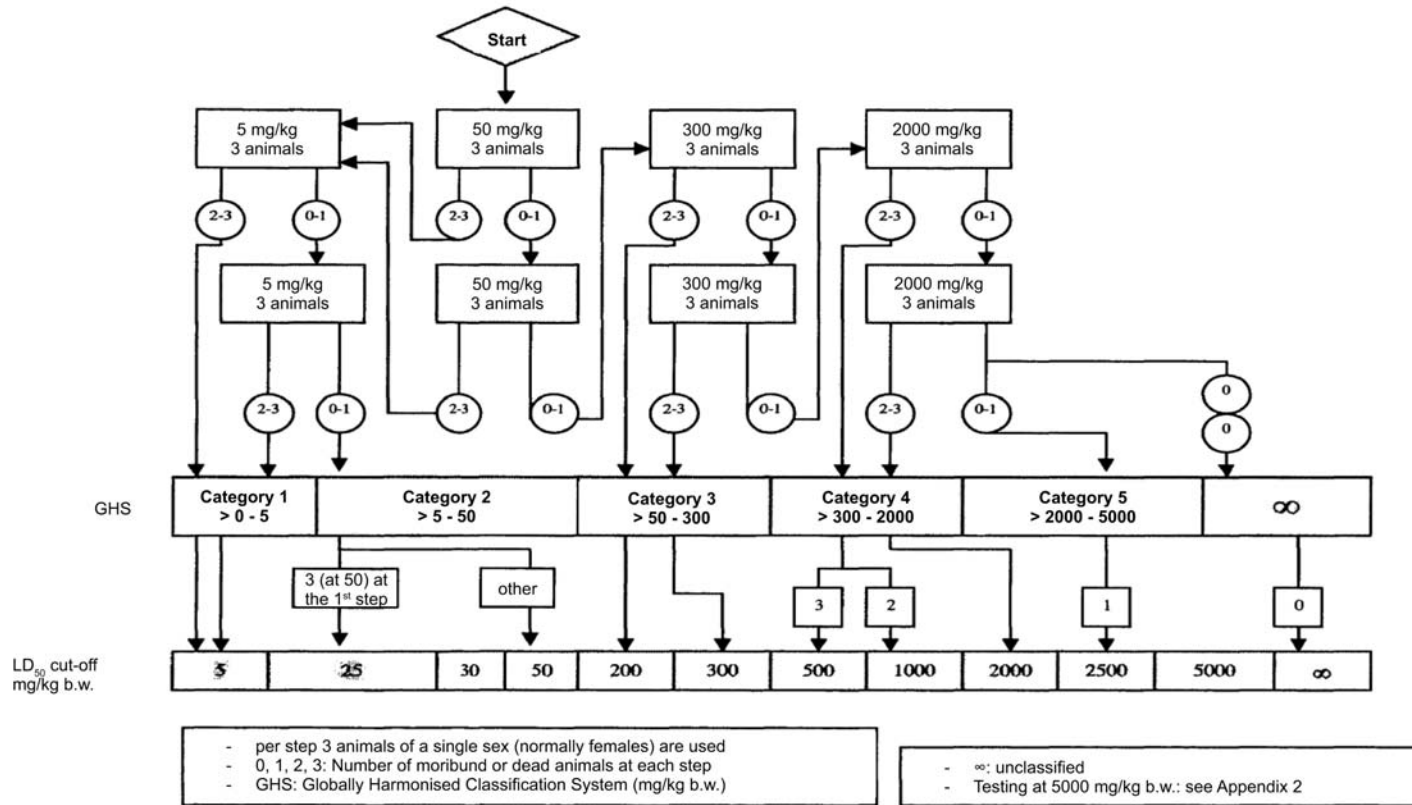 Start
5 mg/kg
3 animals
50 mg/kg
3 animals
300 mg/kg
3 animals
2000 mg/kg
3 animals
2-3
0-1
2-3
0-1
2-3
0-1
2-3
0-1
5 mg/kg
3 animals
50 mg/kg
3 animals
300 mg/kg
3 animals
2000 mg/kg
3 animals
0
2-3
0-1
2-3
0-1
2-3
0-1
2-3
0-1
0
GHS
Category 1
> 0 - 5
Category 2
> 5 - 50
Category 3
> 50 - 300
Category 4
> 300 - 2000
Category 5
> 2000 - 5000
∞
3 (at 50) at
the 1st step
other
3
2
1
0
LD50 cut-off
mg/kg b.w.
5
25
30
50
200
300
500
1000
2000
2500
5000
∞
- per step 3 animals of a single sex (normally females) are used
- 0, 1, 2, 3: Number of moribund or dead animals at each step
- GHS: Globally Harmonised Classification System (mg/kg b.w.)
- ∞: unclassified
- Testing at 5000 mg/kg b.w.: see Appendix 2